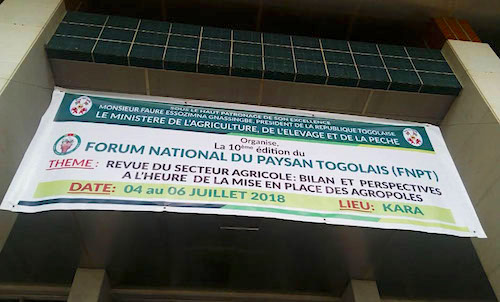 SOUS LE HAUT PATRONAGE DE SON EXCELLENCE
MONSIEUR FAURE ESSOZIMNA GNASSINGBE, PRESIDENT DE LA REPUBLIQUE TOGOLAISE
LE MINISTERE DE L'AGRICULTURE, DE L'ELEVAGE ET DE LA PECHE
Organise,
La 10ème édition du
FORUM NATIONAL DU PAYSAN TOGOLAIS (FNPT)
THEME : REVUE DU SECTEUR AGRICOLE: BILAN ET PERSPECTIVES
A L'HEURE DE LA MISE EN PLACE DES AGROPOLES
DATE: 04 au 06 JUILLET 2018 LIEU: KARA